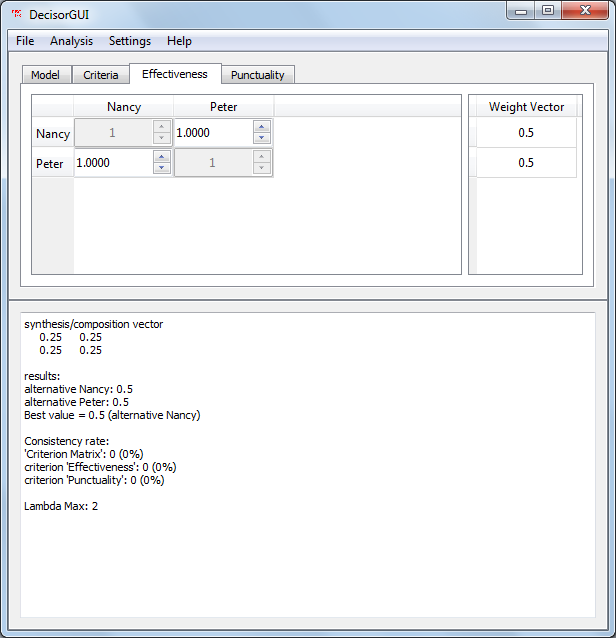 DecisorGUI
File Analysis Settings Help
Model Criteria Effectiveness Punctuality
Nancy Peter Weight Vector
Nancy 1 1.0000 0.5
Peter 1.0000 1 0.5
synthesis/composition vector
0.25 0.25
0.25 0.25
results:
alternative Nancy: 0.5
alternative Peter: 0.5
Best value = 0.5 (alternative Nancy)
Consistency rate:
'Criterion Matrix': 0 (0%)
criterion 'Effectiveness': 0 (0%)
criterion 'Punctuality': 0 (0%)
Lambda Max: 2